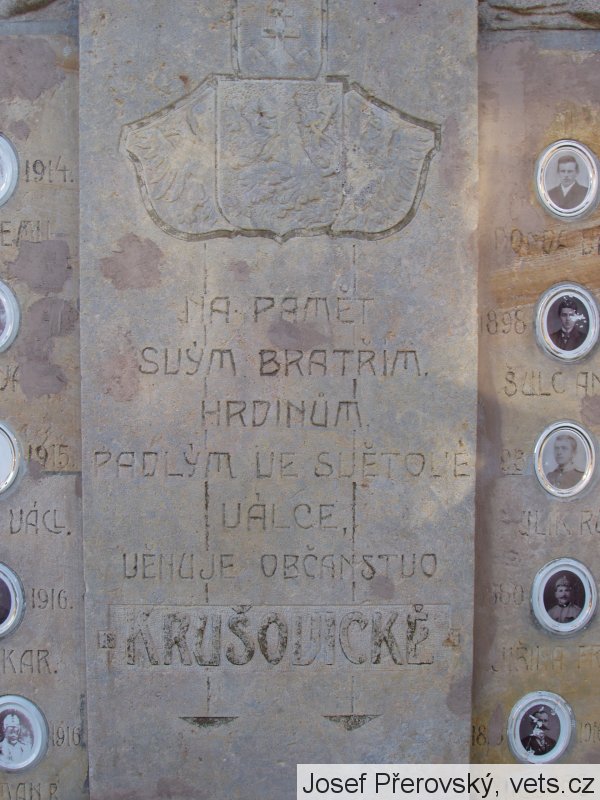 1914.
NA PAMĚŤ
1898
SVÝM BRATŘÍM,
ŠULC AN
HRDINŮM,
1915.
PADLÝM VE SVĚTOVÉ
VÁCL.
VÁLCE,
VĚNUJE OBČANSTVO
1916.
KRUŠOVICKÉ
KAR.
1916
Josef Přerovský, vets.cz